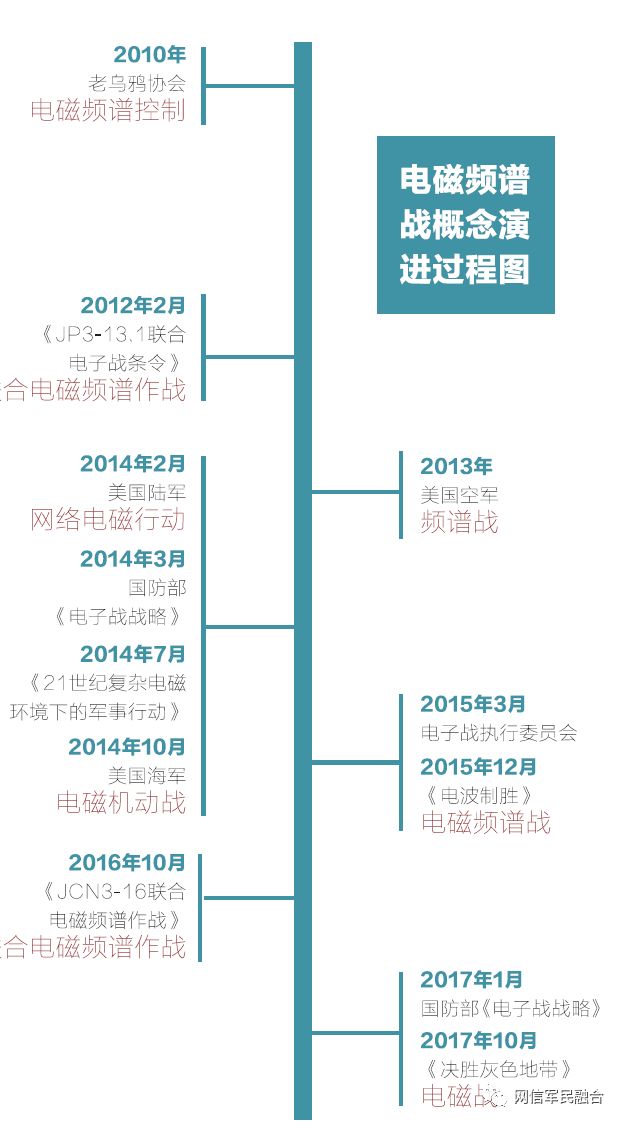 2010年
老乌鸦协会
电磁频谱控制
电磁频谱
战概念演
进过程图
2012年2月
《JP3-13.1联合
电子战条令》
合电磁频谱作战
2013年
美国空军
频谱战
2014年2月
美国陆军
网络电磁行动
2014年3月
国防部
《电子战战略》
2014年7月
《21世纪复杂电磁
环境下的军事行动》
2014年10月
美国海军
电磁机动战
2015年3月
电子战执行委员会
2015年12月
《电波制胜》
电磁频谱战
2016年10月
《JCN3-16联合
电磁频谱作战》
合电磁频谱作战
2017年1月
国防部《电子战战略》
2017年10月
《决胜灰色地带》
电磁战
网信军民融合